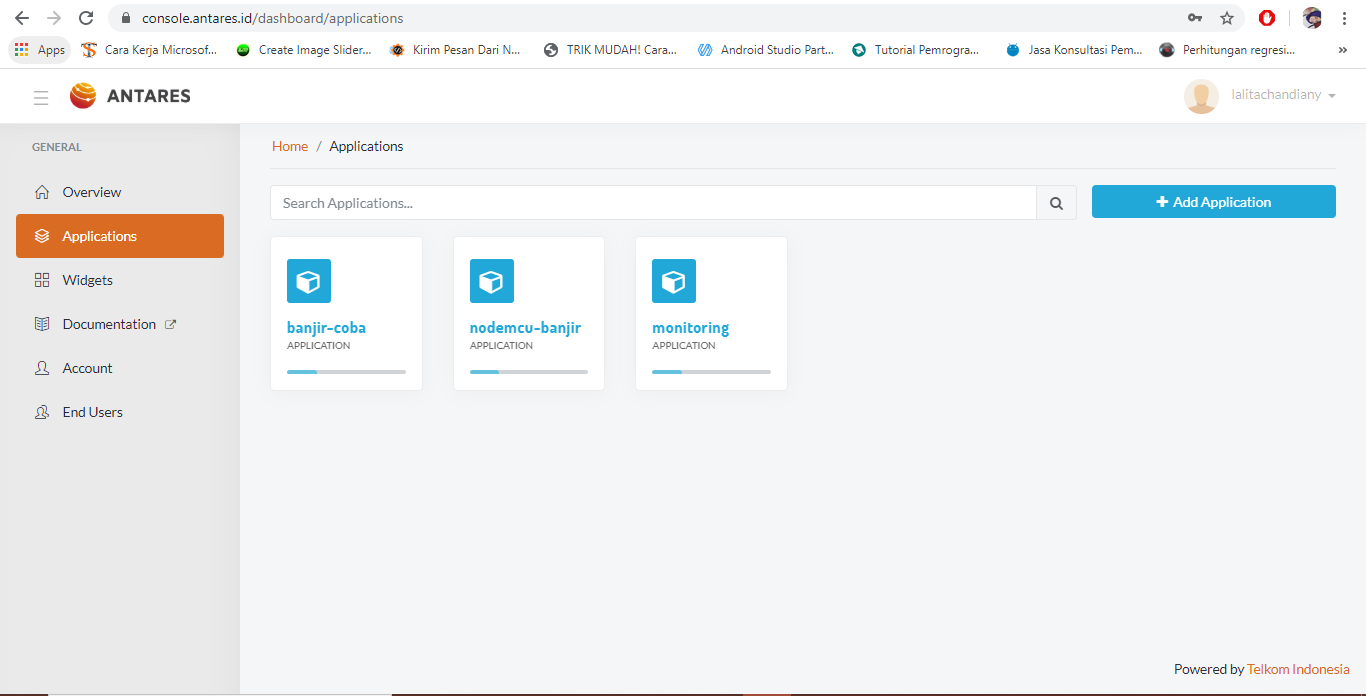 console.antares.id/dashboard/applications
Apps Cara Kerja Microsof... Create Image Slider... Kirim Pesan Dari N... TRIK MUDAH! Cara... Android Studio Part... Tutorial Pemrogra... Jasa Konsultasi Pem... Perhitungan regresi... »
ANTARES
lalitachandiany
GENERAL
Overview
Applications
Widgets
Documentation
Account
End Users
Home / Applications
Search Applications...
+ Add Application
banjir-coba
APPLICATION
nodemcu-banjir
APPLICATION
monitoring
APPLICATION
Powered by Telkom Indonesia